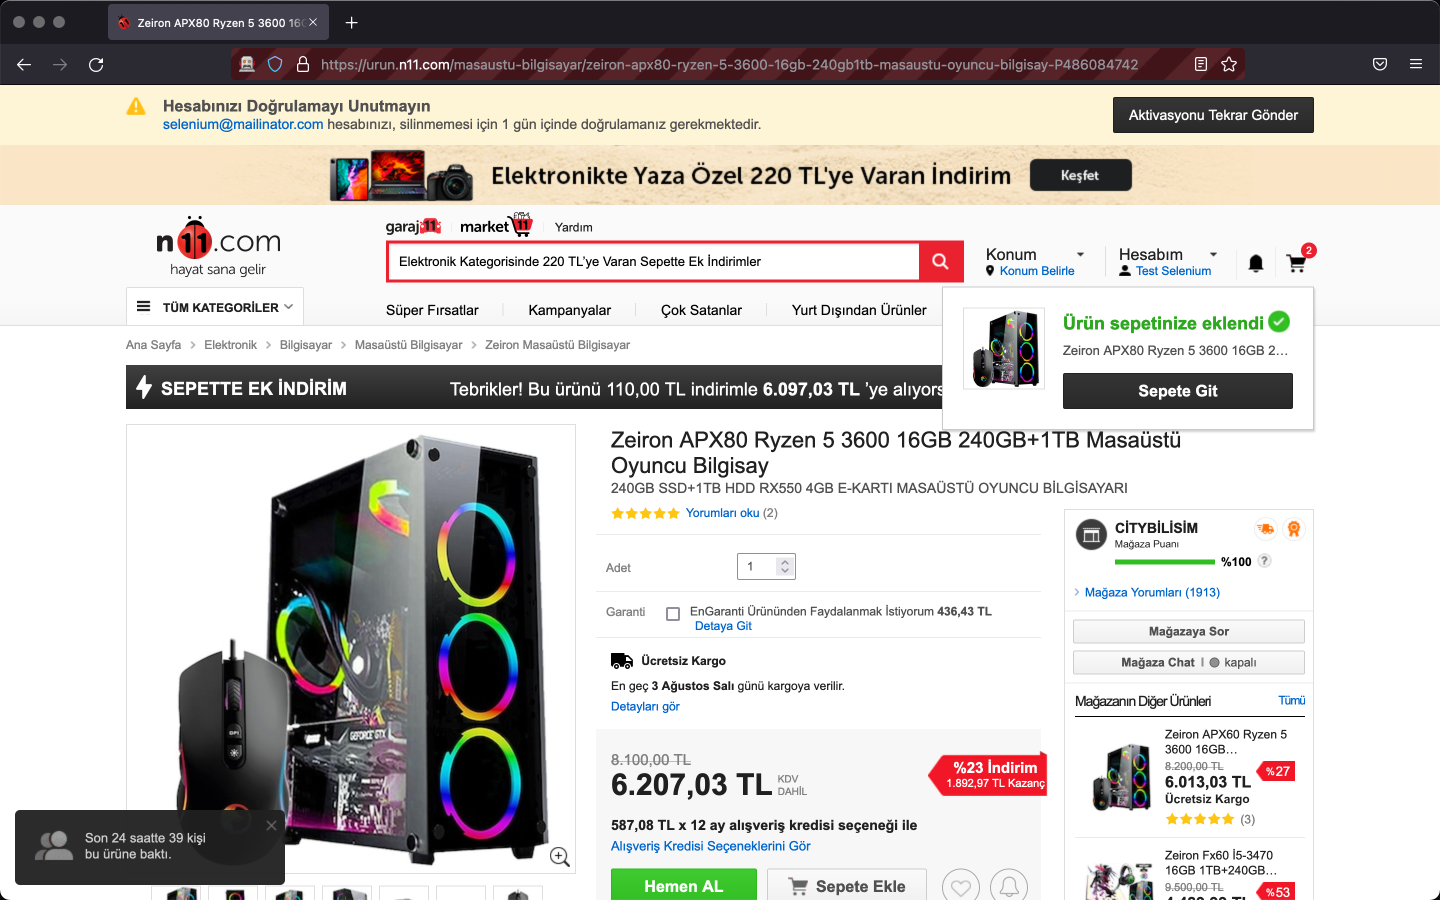 Zeiron APX80 Ryzen 5 3600 16G
https://urun.n11.com/masaustu-bilgisayar/zeiron-apx80-ryzen-5-3600-16gb-240gb1tb-masaustu-oyuncu-bilgisay-P486084742
Hesabınızı Doğrulamayı Unutmayın
selenium@mailinator.com hesabınızı, silinmemesi için 1 gün içinde doğrulamanız gerekmektedir.
Aktivasyonu Tekrar Gönder
Elektronikte Yaza Özel 220 TL'ye Varan İndirim
Keşfet
n11.com
hayat sana gelir
garaj11
market11
Yardım
Elektronik Kategorisinde 220 TL'ye Varan Sepette Ek İndirimler
Konum
Konum Belirle
Hesabım
Test Selenium
2
TÜM KATEGORİLER
Süper Fırsatlar
Kampanyalar
Çok Satanlar
Yurt Dışından Ürünler
Ürün sepetinize eklendi
Zeiron APX80 Ryzen 5 3600 16GB 2...
Sepete Git
Ana Sayfa > Elektronik > Bilgisayar > Masaüstü Bilgisayar > Zeiron Masaüstü Bilgisayar
SEPETTE EK İNDİRİM
Tebrikler! Bu ürünü 110,00 TL indirimle 6.097,03 TL 'ye alıyors
Zeiron APX80 Ryzen 5 3600 16GB 240GB+1TB Masaüstü
Oyuncu Bilgisay
240GB SSD+1TB HDD RX550 4GB E-KARTI MASAÜSTÜ OYUNCU BİLGİSAYARI
Yorumları oku (2)
Adet
1
Garanti
EnGaranti Ürününden Faydalanmak İstiyorum 436,43 TL
Detaya Git
Ücretsiz Kargo
En geç 3 Ağustos Salı günü kargoya verilir.
Detayları gör
8.100,00 TL
6.207,03 TL
KDV
DAHİL
%23 İndirim
1.892,97 TL Kazanç
587,08 TL x 12 ay alışveriş kredisi seçeneği ile
Alışveriş Kredisi Seçeneklerini Gör
Hemen AL
Sepete Ekle
CİTYBİLİSİM
Mağaza Puanı
%100
?
Mağaza Yorumları (1913)
Mağazaya Sor
Mağaza Chat | kapalı
Mağazanın Diğer Ürünleri
Tümü
Zeiron APX60 Ryzen 5
3600 16GB...
8.200,00 TL
6.013,03 TL
%27
Ücretsiz Kargo
(3)
Zeiron Fx60 İ5-3470
16GB 1TB+240GB...
9.500,00 TL
%53
GEFORCE GTX
DPI
Son 24 saatte 39 kişi
bu ürüne baktı.